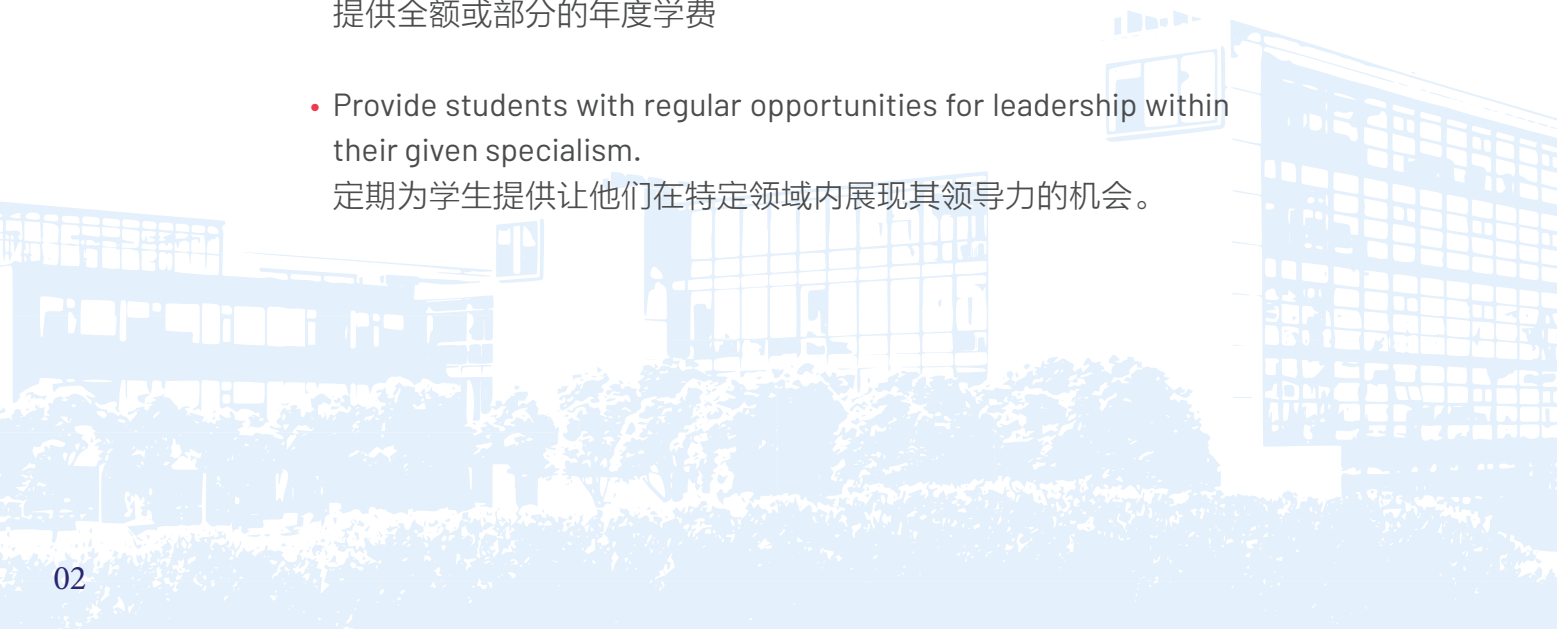 提供全额或部分的年度学费
• Provide students with regular opportunities for leadership within
their given specialism.
定期为学生提供让他们在特定领域内展现其领导力的机会。
02